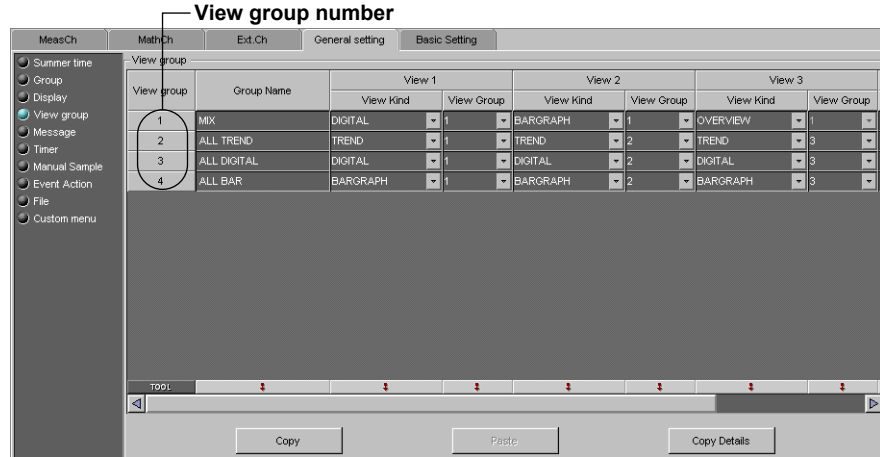 View group number
MeasCh MathCh Ext.Ch General setting Basic Setting
Summer time
Group
Display
View group
Message
Timer
Manual Sample
Event Action
File
Custom menu
View group
View group Group Name View 1 View 2 View 3
View Kind View Group View Kind View Group View Kind View Group
1 MIX DIGITAL 1 BARGRAPH 1 OVERVIEW 1
2 ALL TREND TREND 1 TREND 2 TREND 3
3 ALL DIGITAL DIGITAL 1 DIGITAL 2 DIGITAL 3
4 ALL BAR BARGRAPH 1 BARGRAPH 2 BARGRAPH 3
TOOL
Copy Paste Copy Details